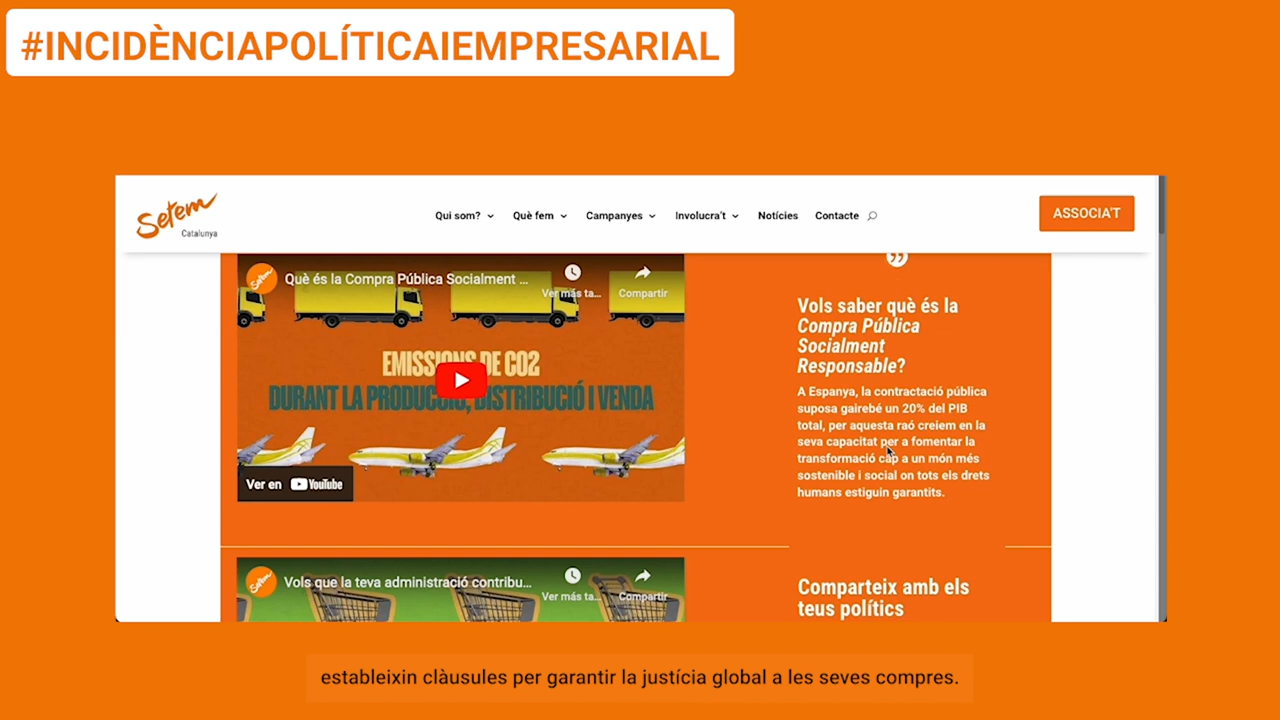 #INCIDÈNCIAPOLÍTICAIEMPRESARIAL
Setem
Catalunya
Qui som?
Què fem
Campanyes
Involucra't
Notícies
Contacte
ASSOCIA'T
Setem
Què és la Compra Pública Socialment ...
Ver más ta...
Compartir
EMISSIONS DE CO2
DURANT LA PRODUCCIÓ, DISTRIBUCIÓ I VENDA
Ver en YouTube
Vols saber què és la
Compra Pública
Socialment
Responsable?
A Espanya, la contractació pública
suposa gairebé un 20% del PIB
total, per aquesta raó creiem en la
seva capacitat per a fomentar la
transformació cap a un món més
sostenible i social on tots els drets
humans estiguin garantits.
Setem
Vols que la teva administració contribu...
Ver más ta...
Compartir
Comparteix amb els
teus polítics
estableixin clàusules per garantir la justícia global a les seves compres.